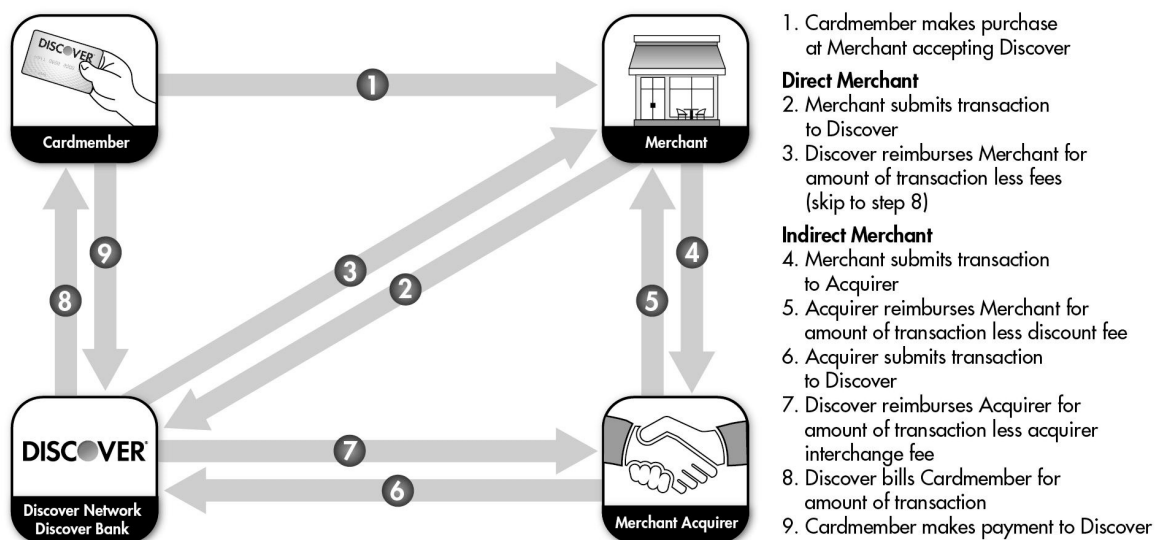 DISCOVER
Cardmember
1
Merchant
9
8
3
2
4
5
DISCOVER
Discover Network
Discover Bank
7
6
Merchant Acquirer
1. Cardmember makes purchase
at Merchant accepting Discover
Direct Merchant
2. Merchant submits transaction
to Discover
3. Discover reimburses Merchant for
amount of transaction less fees
(skip to step 8)
Indirect Merchant
4. Merchant submits transaction
to Acquirer
5. Acquirer reimburses Merchant for
amount of transaction less discount fee
6. Acquirer submits transaction
to Discover
7. Discover reimburses Acquirer for
amount of transaction less acquirer
interchange fee
8. Discover bills Cardmember for
amount of transaction
9. Cardmember makes payment to Discover